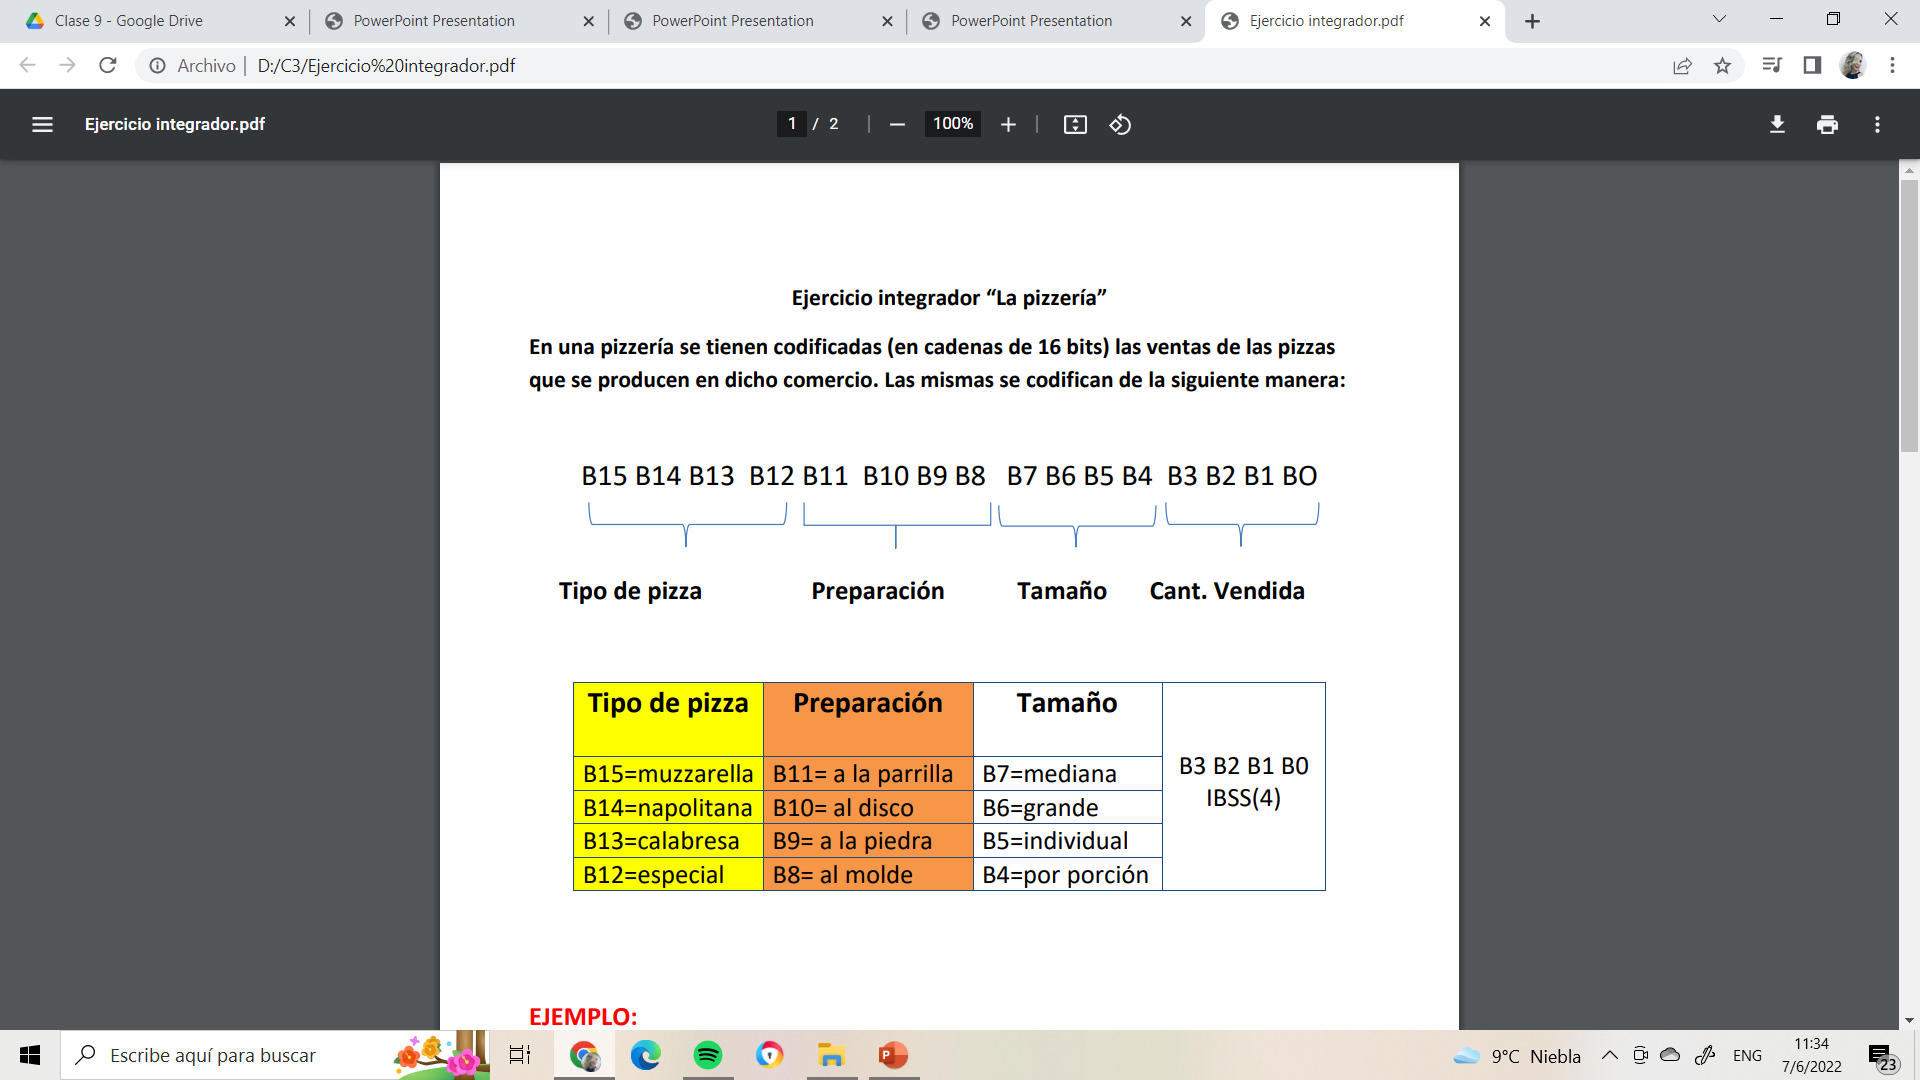 Clase 9 - Google Drive
PowerPoint Presentation
PowerPoint Presentation
PowerPoint Presentation
Ejercicio integrador.pdf
Archivo
D:/C3/Ejercicio%20integrador.pdf
Ejercicio integrador.pdf
1 / 2
100%
Ejercicio integrador “La pizzería”
En una pizzería se tienen codificadas (en cadenas de 16 bits) las ventas de las pizzas
que se producen en dicho comercio. Las mismas se codifican de la siguiente manera:
B15 B14 B13 B12 B11 B10 B9 B8 B7 B6 B5 B4 B3 B2 B1 BO
Tipo de pizza Preparación Tamaño Cant. Vendida
Tipo de pizza Preparación Tamaño
B15=muzzarella B11= a la parrilla B7=mediana
B14=napolitana B10= al disco B6=grande
B13=calabresa B9= a la piedra B5=individual
B12=especial B8= al molde B4=por porción
B3 B2 B1 B0
IBSS(4)
EJEMPLO:
Escribe aquí para buscar
P
9°C Niebla
ENG
11:34
7/6/2022
23